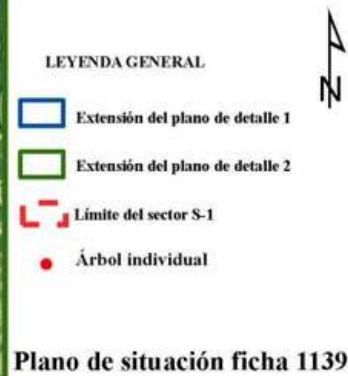 N
LEYENDA GENERAL
Extensión del plano de detalle 1
Extensión del plano de detalle 2
Límite del sector S-1
Árbol individual
Plano de situación ficha 1139